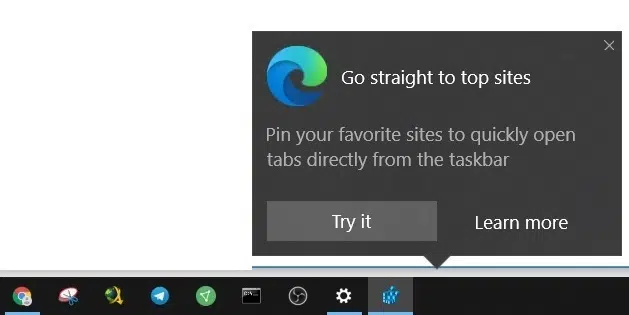 Go straight to top sites
Pin your favorite sites to quickly open
tabs directly from the taskbar
Try it
Learn more